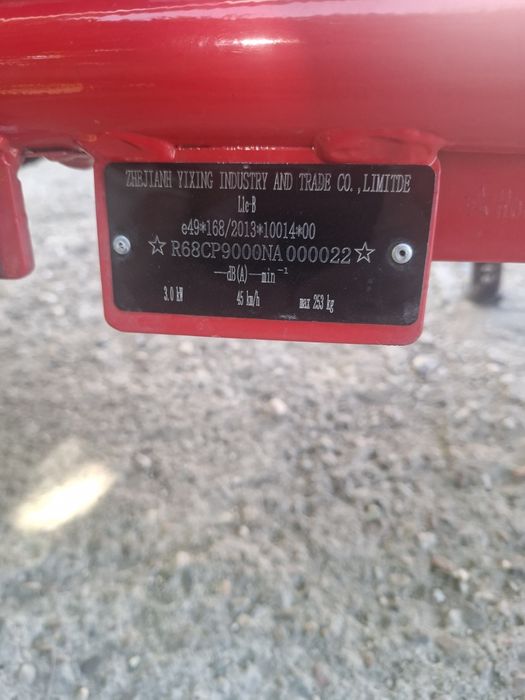 ZHEJIANH YIXING INDUSTRY AND TRADE CO.,LIMITDE
L1e-B
e49*168/2013*10014*00
☆R68CP9000NA000022☆
—dB(A)—min⁻¹
3.0 kW 45 km/h max 253 kg